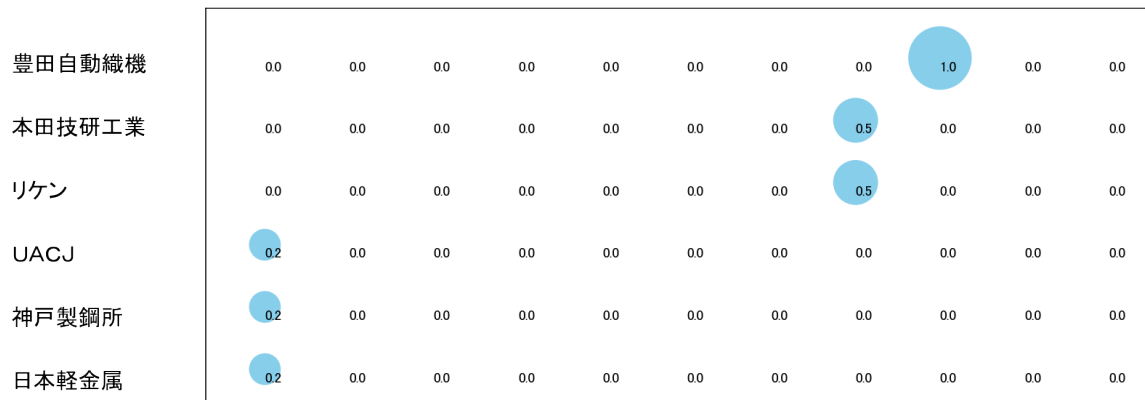 豊田自動織機 0.0 0.0 0.0 0.0 0.0 0.0 0.0 0.0 1.0 0.0 0.0
本田技研工業 0.0 0.0 0.0 0.0 0.0 0.0 0.0 0.5 0.0 0.0 0.0
リケン 0.0 0.0 0.0 0.0 0.0 0.0 0.0 0.5 0.0 0.0 0.0
UACJ 0.2 0.0 0.0 0.0 0.0 0.0 0.0 0.0 0.0 0.0 0.0
神戸製鋼所 0.2 0.0 0.0 0.0 0.0 0.0 0.0 0.0 0.0 0.0 0.0
日本軽金属 0.2 0.0 0.0 0.0 0.0 0.0 0.0 0.0 0.0 0.0 0.0